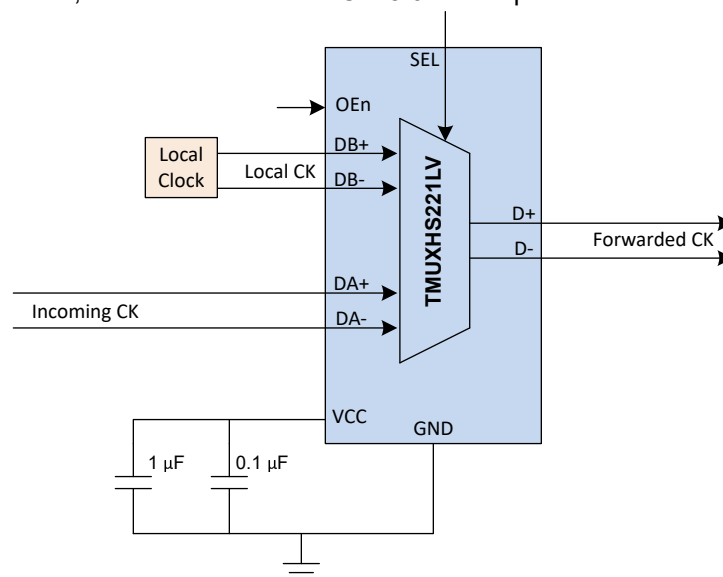 SEL
OEn
DB+
Local
Clock
Local CK
DB-
TMUXHS221LV
D+
Forwarded CK
D-
DA+
Incoming CK
DA-
VCC
GND
1 µF
0.1 µF